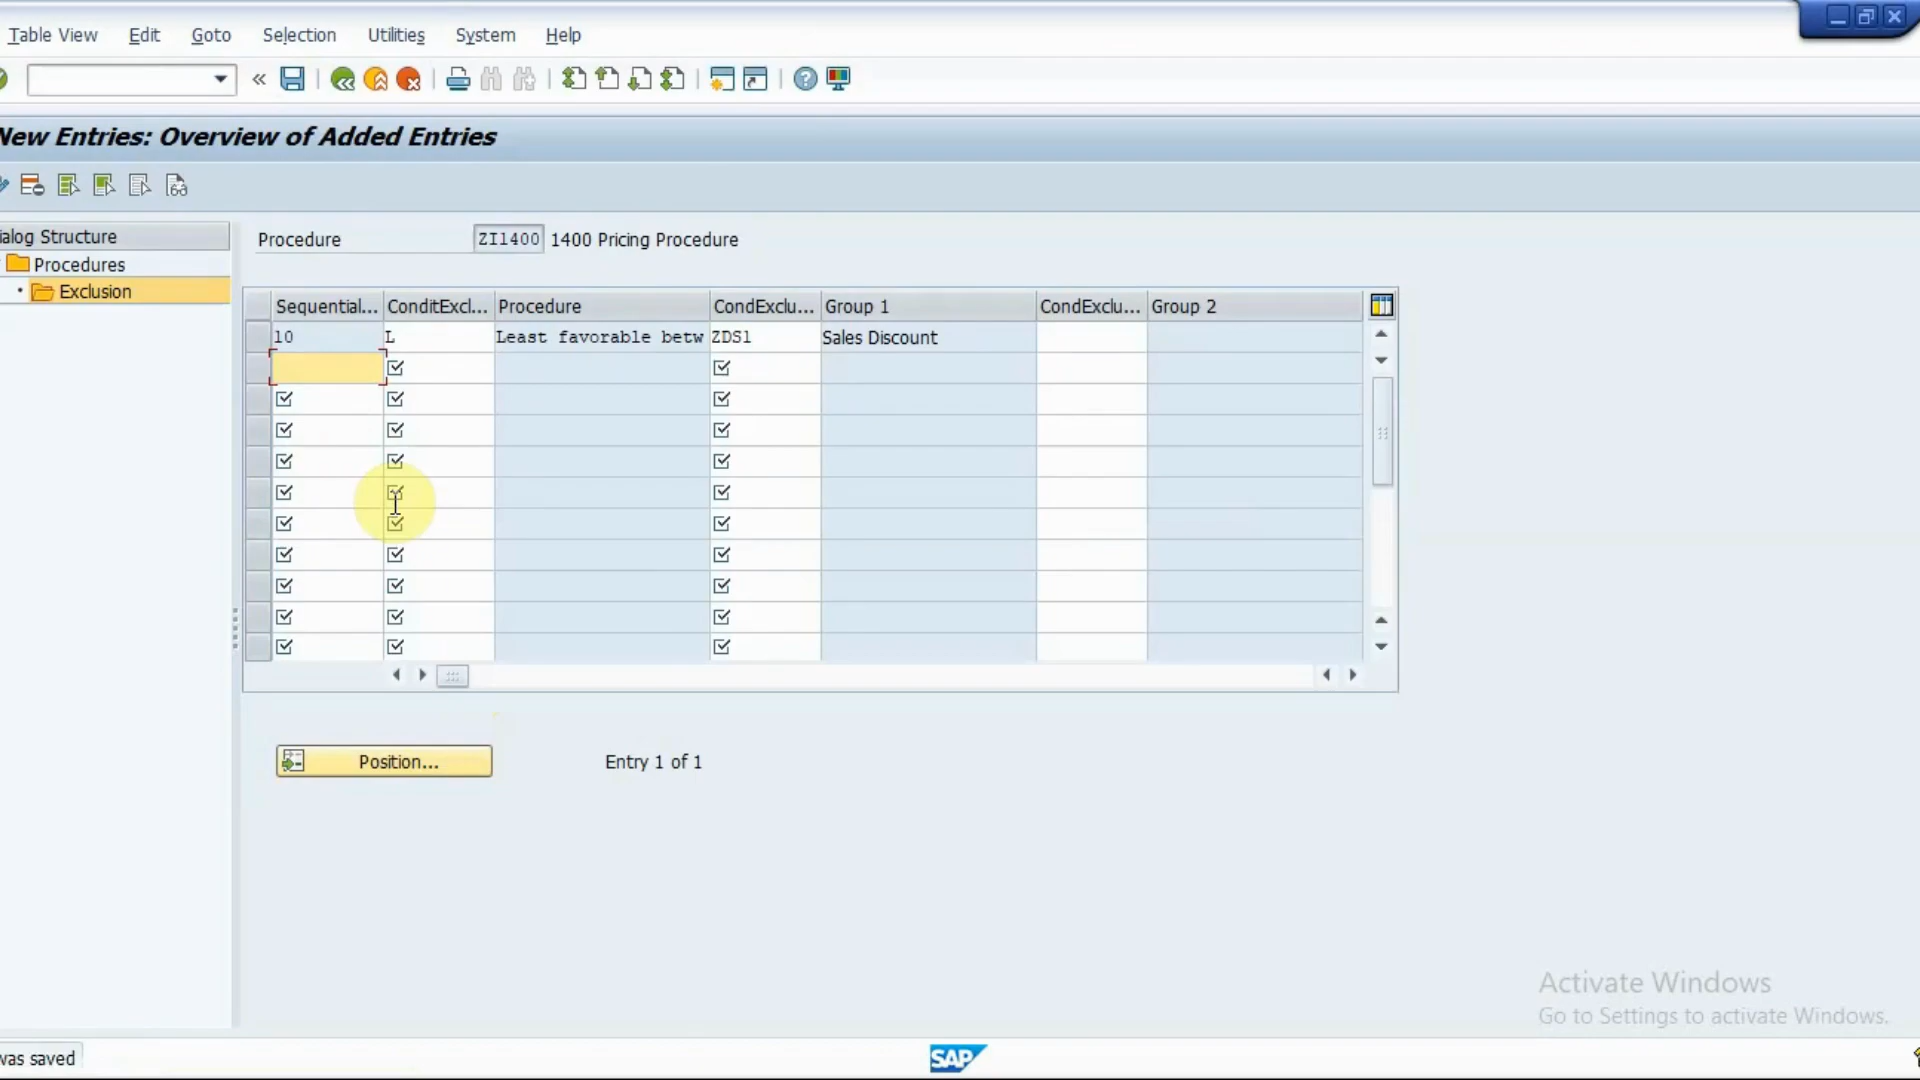 Table View Edit Goto Selection Utilities System Help
New Entries: Overview of Added Entries
ialog Structure
Procedures
Exclusion
Procedure ZI1400 1400 Pricing Procedure
Sequential... ConditExcl... Procedure CondExclu... Group 1 CondExclu... Group 2
10 L Least favorable betw ZDS1 Sales Discount
Position... Entry 1 of 1
Activate Windows
Go to Settings to activate Windows.
was saved
SAP